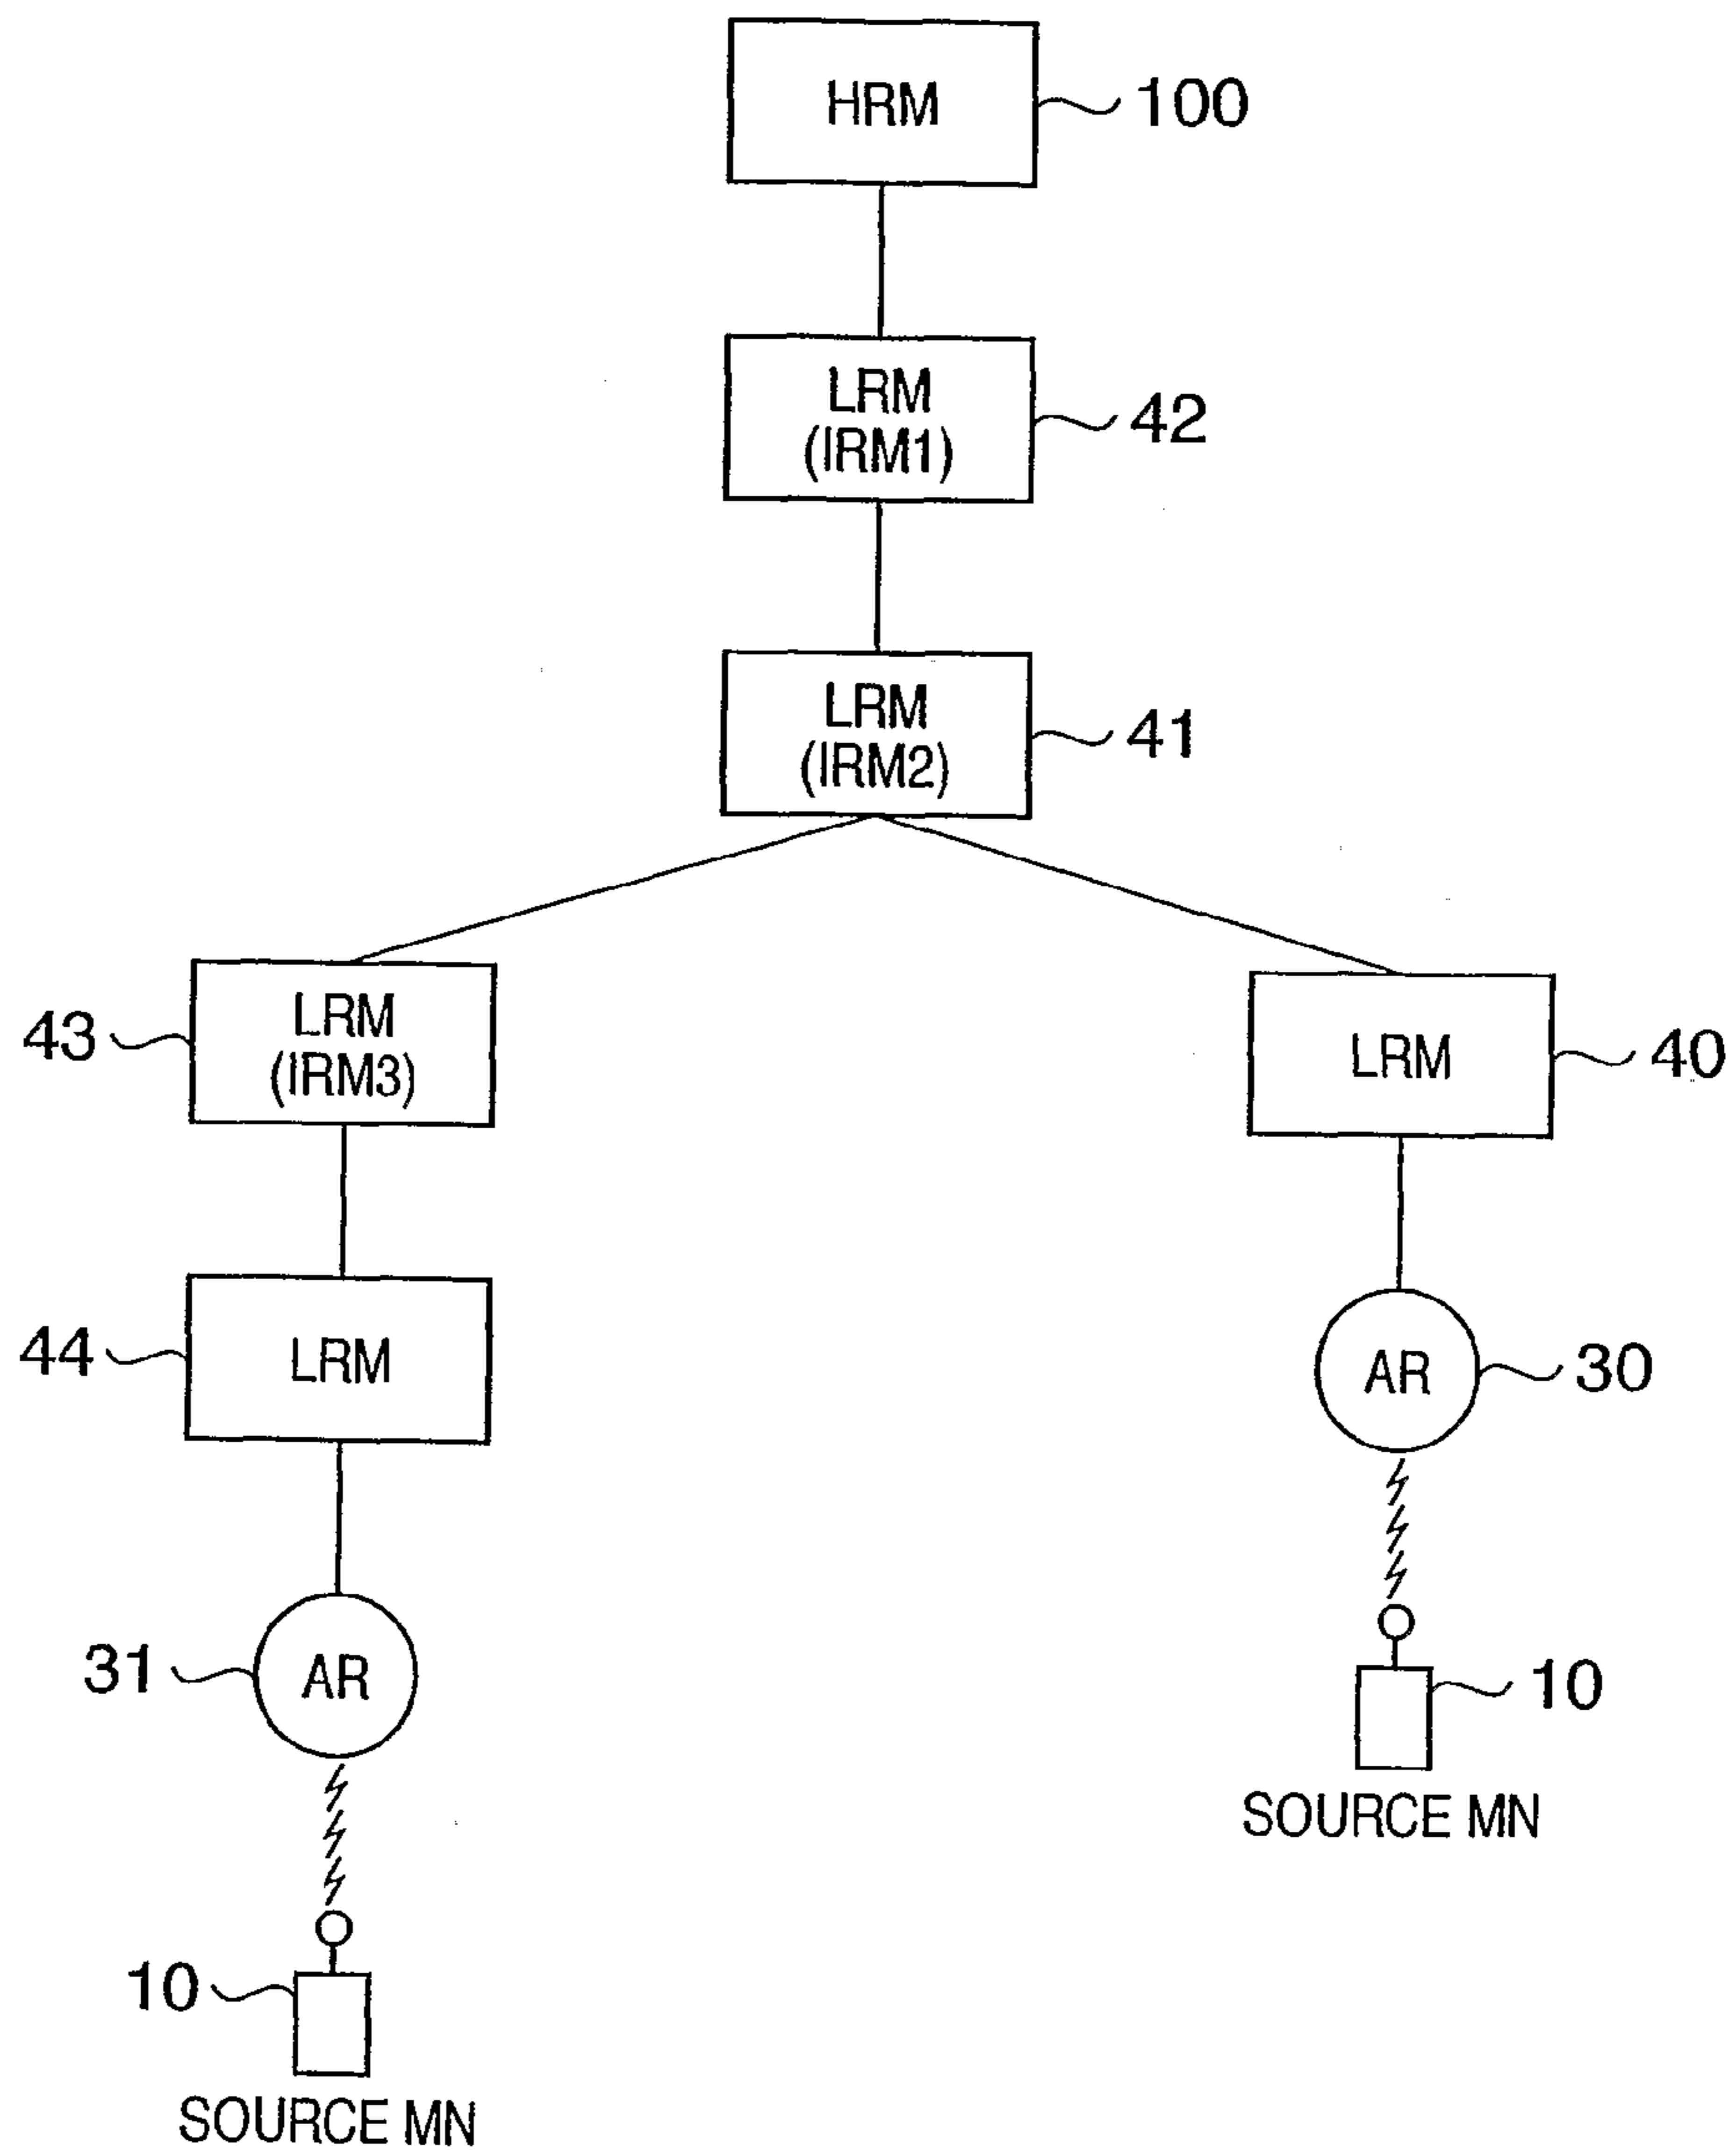 HRM
100
LRM
(IRM1)
42
LRM
(IRM2)
41
43
LRM
(IRM3)
LRM
40
44
LRM
AR
30
31
AR
10
SOURCE MN
10
SOURCE MN